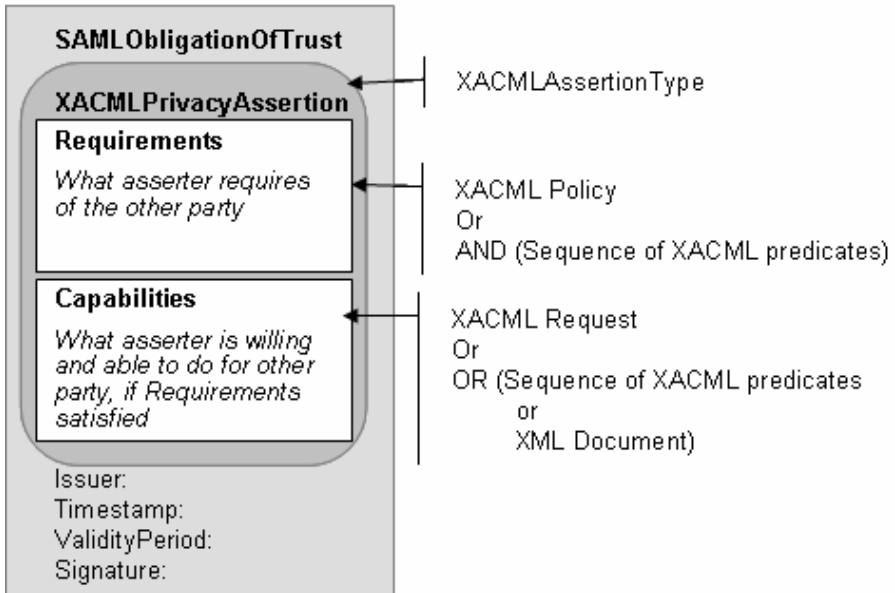 SAMLObligationOfTrust
XACMLPrivacyAssertion
Requirements
What asserter requires
of the other party
Capabilities
What asserter is willing
and able to do for other
party, if Requirements
satisfied
Issuer:
Timestamp:
ValidityPeriod:
Signature:
XACMLAssertionType
XACML Policy
Or
AND (Sequence of XACML predicates)
XACML Request
Or
OR (Sequence of XACML predicates
or
XML Document)